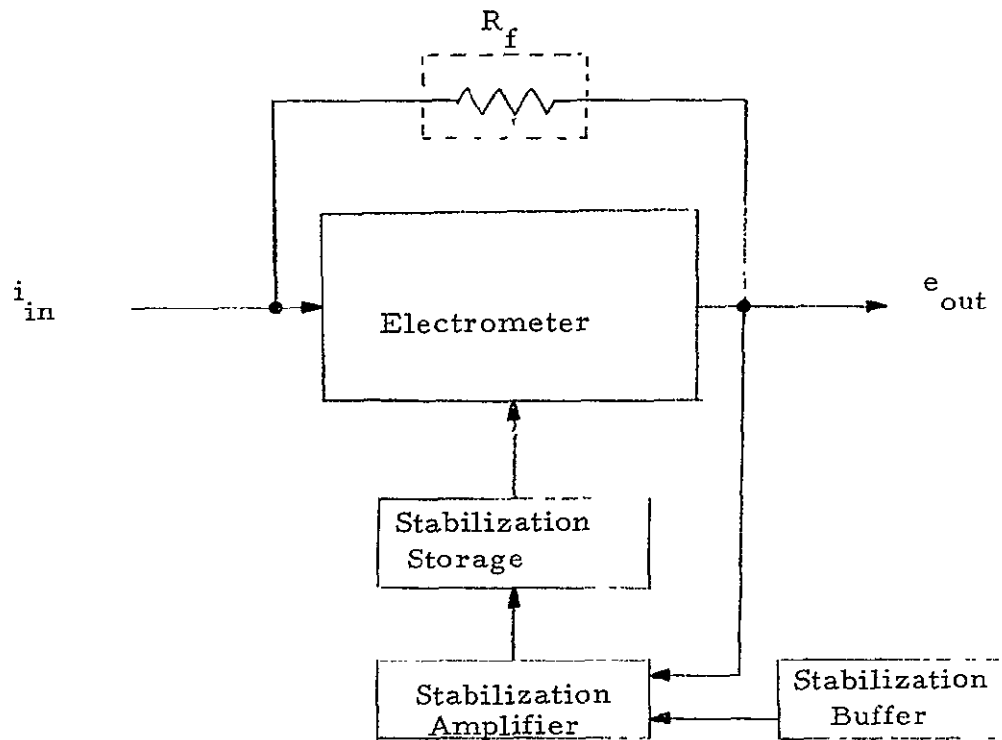 R_f
i_in
e_out
Electrometer
Stabilization
Storage
Stabilization
Amplifier
Stabilization
Buffer